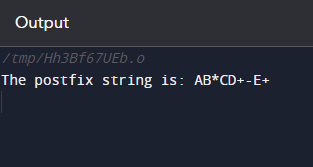 Output
/tmp/Hh3Bf67UEb.o
The postfix string is: AB*CD+-E+